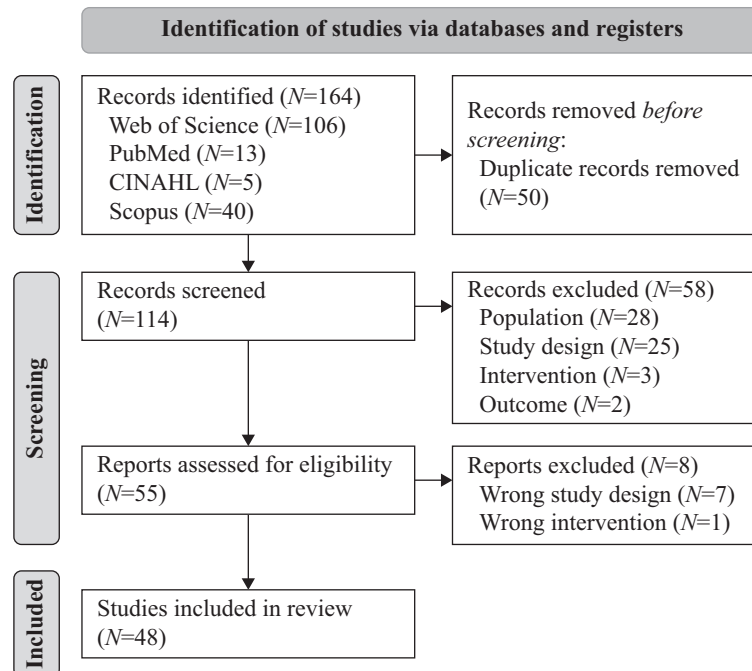 Identification of studies via databases and registers
Identification
Records identified (N=164)
Web of Science (N=106)
PubMed (N=13)
CINAHL (N=5)
Scopus (N=40)
Records removed before
screening:
Duplicate records removed
(N=50)
Screening
Records screened
(N=114)
Records excluded (N=58)
Population (N=28)
Study design (N=25)
Intervention (N=3)
Outcome (N=2)
Reports assessed for eligibility
(N=55)
Reports excluded (N=8)
Wrong study design (N=7)
Wrong intervention (N=1)
Included
Studies included in review
(N=48)